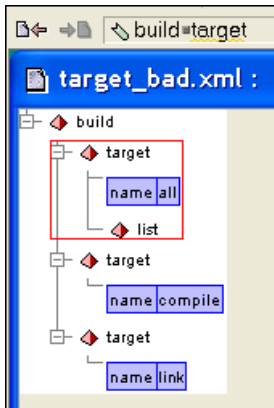 build=target
target_bad.xml :
build
target
name all
list
target
name compile
target
name link